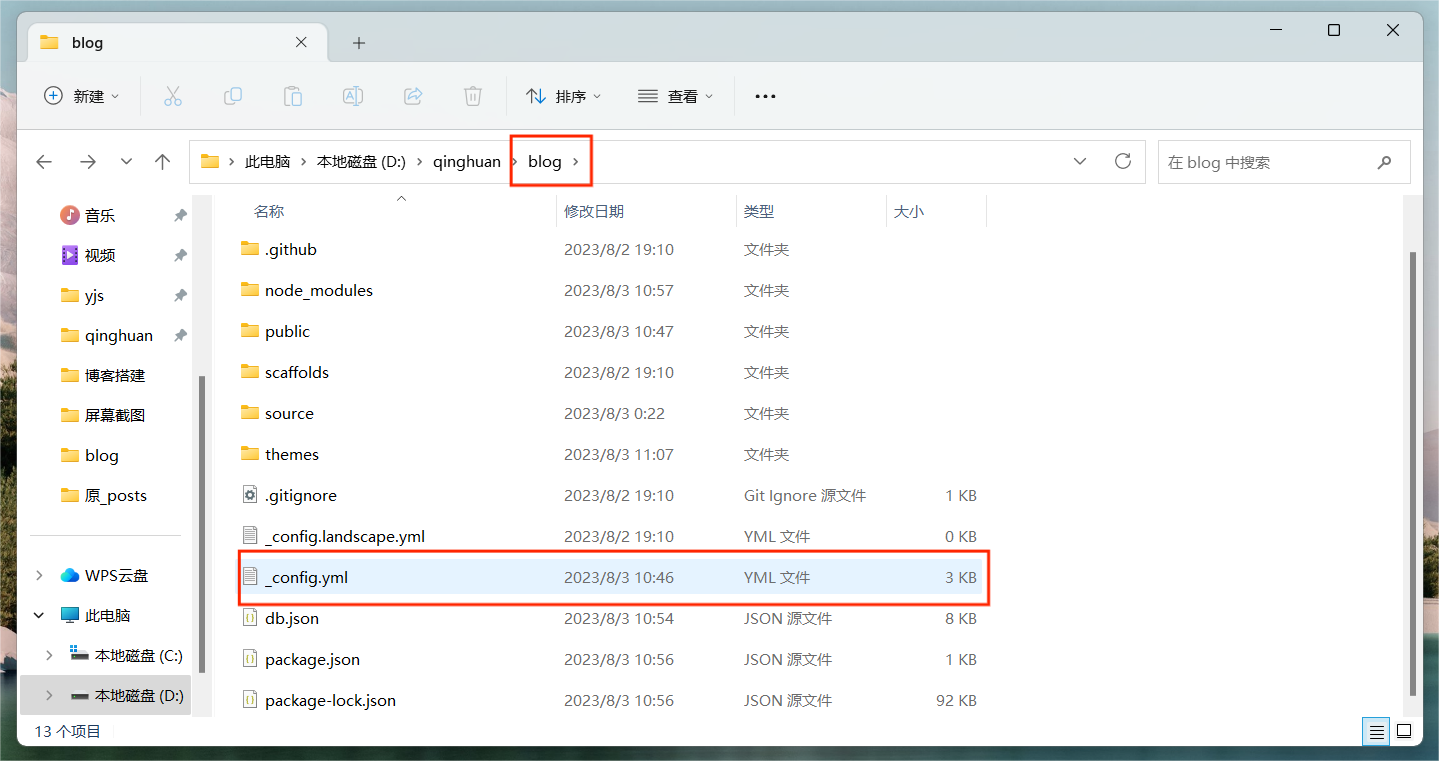 blog
新建
排序
查看
此电脑 本地磁盘 (D:) qinghuan blog
在 blog 中搜索
音乐
视频
yjs
qinghuan
博客搭建
屏幕截图
blog
原_posts
WPS云盘
此电脑
本地磁盘 (C:)
本地磁盘 (D:)
名称 修改日期 类型 大小
.github 2023/8/2 19:10 文件夹
node_modules 2023/8/3 10:57 文件夹
public 2023/8/3 10:47 文件夹
scaffolds 2023/8/2 19:10 文件夹
source 2023/8/3 0:22 文件夹
themes 2023/8/3 11:07 文件夹
.gitignore 2023/8/2 19:10 Git Ignore 源文件 1 KB
_config.landscape.yml 2023/8/2 19:10 YML 文件 0 KB
_config.yml 2023/8/3 10:46 YML 文件 3 KB
db.json 2023/8/3 10:54 JSON 源文件 8 KB
package.json 2023/8/3 10:56 JSON 源文件 1 KB
package-lock.json 2023/8/3 10:56 JSON 源文件 92 KB
13 个项目